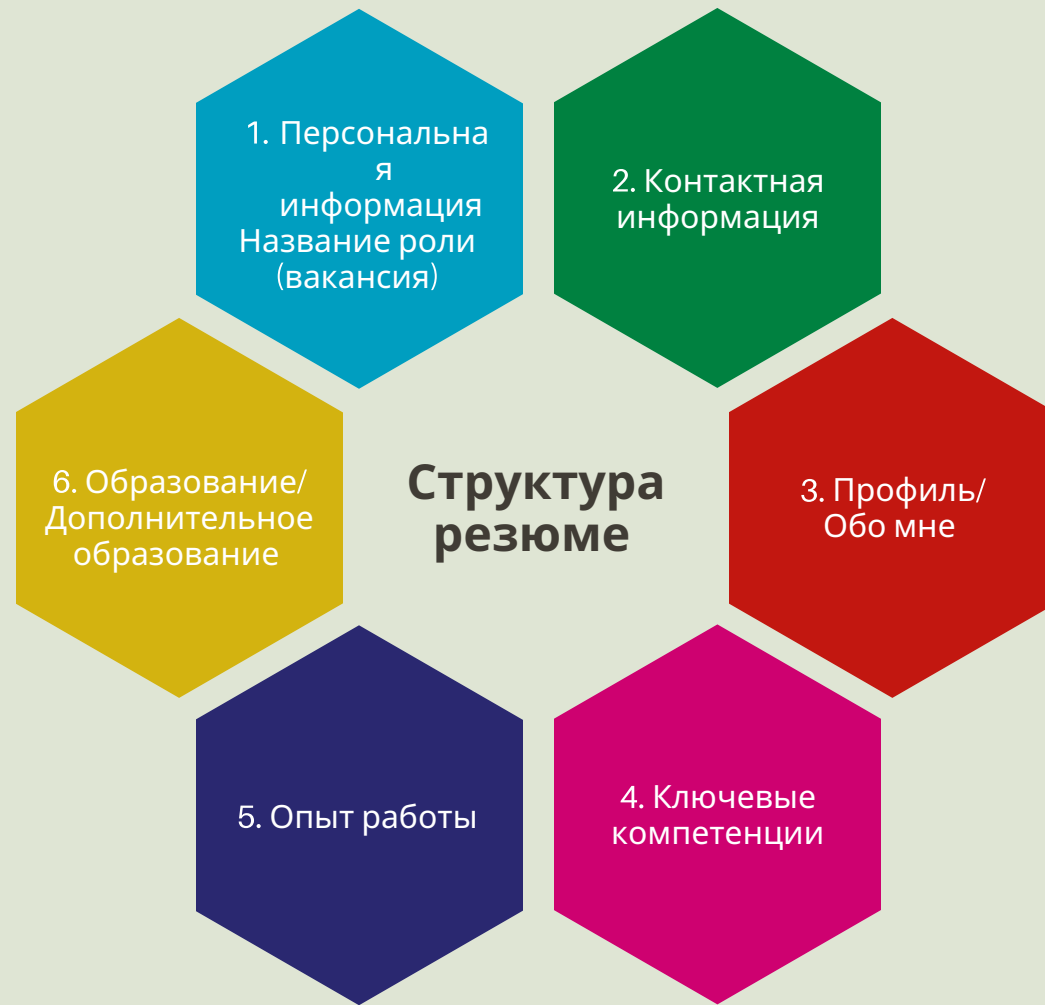 1. Персональна
я
информация
Название роли
(вакансия)
2. Контактная
информация
3. Профиль/
Обо мне
4. Ключевые
компетенции
5. Опыт работы
6. Образование/
Дополнительное
образование
Структура
резюме